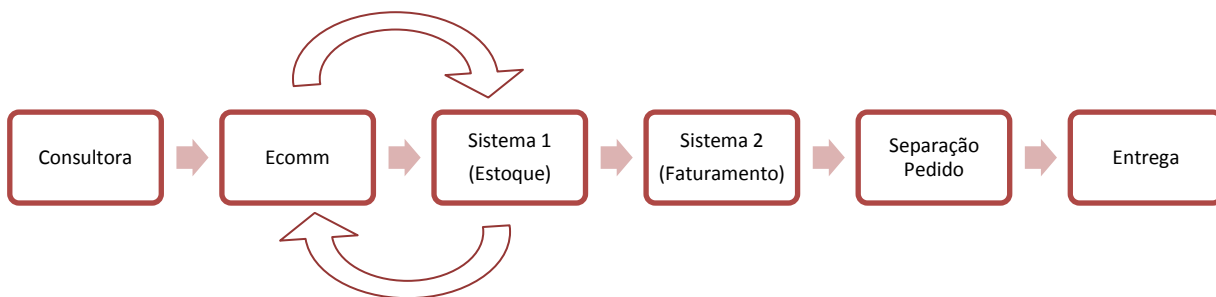 Consultora
Ecomm
Sistema 1
(Estoque)
Sistema 2
(Faturamento)
Separação
Pedido
Entrega